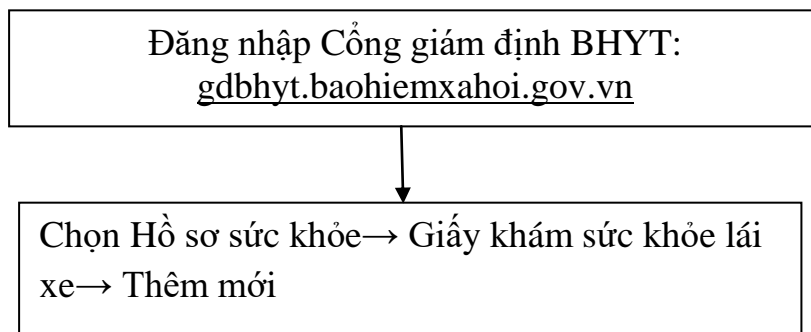 Đăng nhập Cổng giám định BHYT:
gdbhyt.baohiemxahoi.gov.vn
Chọn Hồ sơ sức khỏe→ Giấy khám sức khỏe lái
xe→ Thêm mới